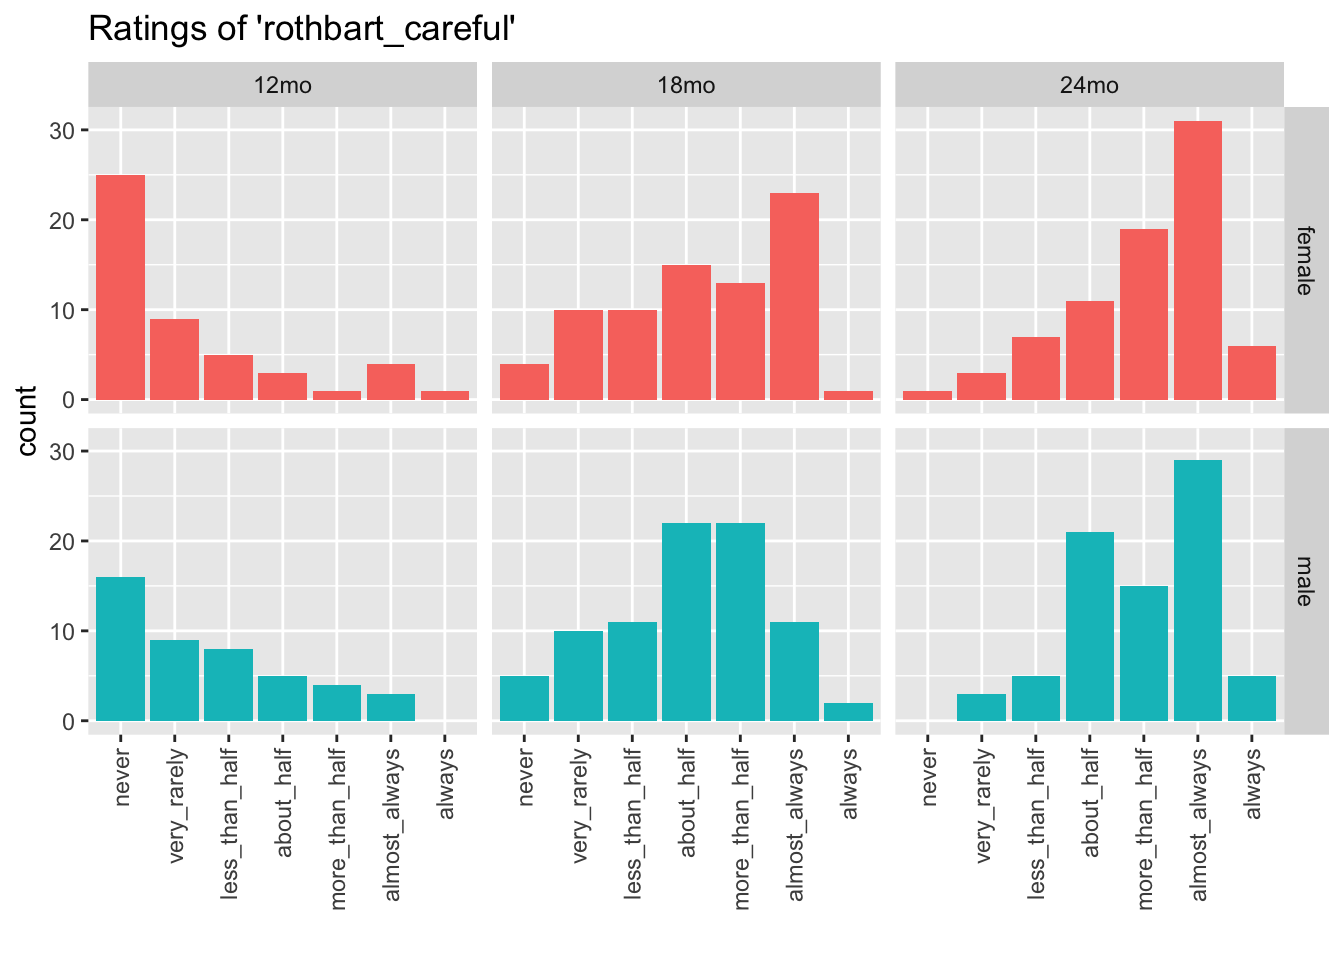 Ratings of 'rothbart_careful'
12mo
18mo
24mo
30
20
10
0
female
count
30
20
10
0
male
never
very_rarely
less_than_half
about_half
more_than_half
almost_always
always
never
very_rarely
less_than_half
about_half
more_than_half
almost_always
always
never
very_rarely
less_than_half
about_half
more_than_half
almost_always
always